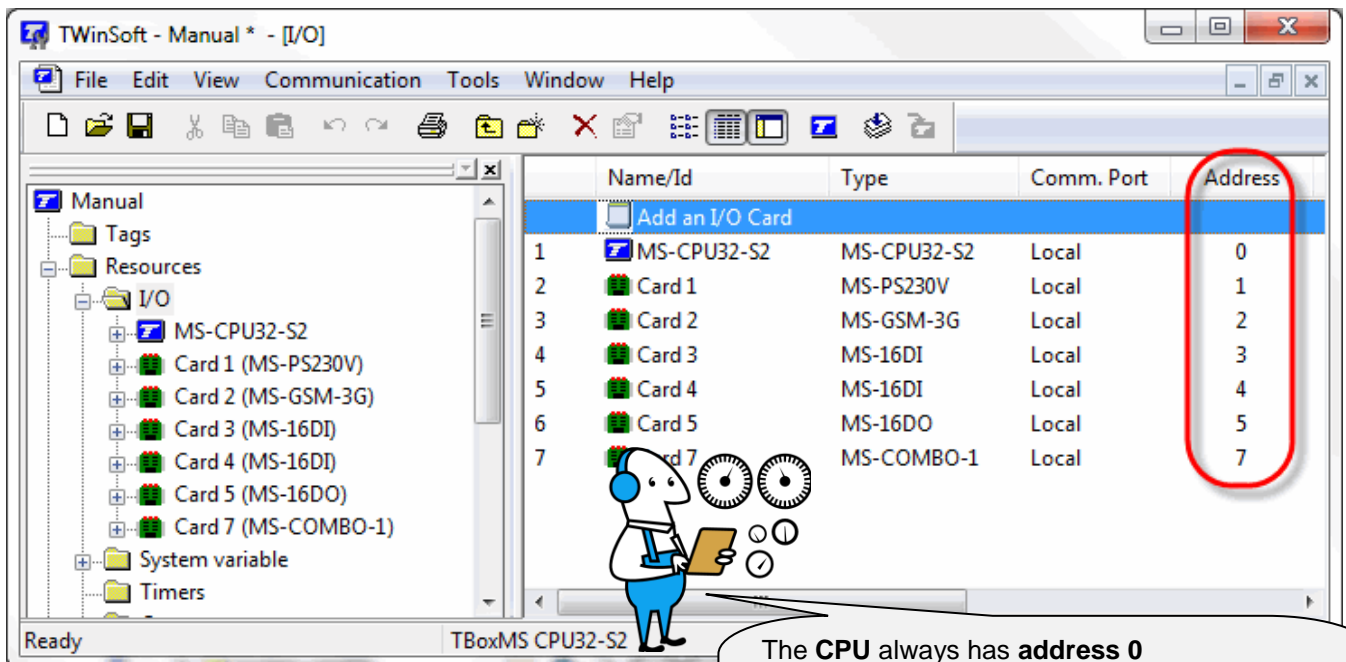 TWinSoft - Manual * - [I/O]
File Edit View Communication Tools Window Help
Manual
Tags
Resources
I/O
MS-CPU32-S2
Card 1 (MS-PS230V)
Card 2 (MS-GSM-3G)
Card 3 (MS-16DI)
Card 4 (MS-16DI)
Card 5 (MS-16DO)
Card 7 (MS-COMBO-1)
System variable
Timers
Name/Id Type Comm. Port Address
Add an I/O Card
1 MS-CPU32-S2 MS-CPU32-S2 Local 0
2 Card 1 MS-PS230V Local 1
3 Card 2 MS-GSM-3G Local 2
4 Card 3 MS-16DI Local 3
5 Card 4 MS-16DI Local 4
6 Card 5 MS-16DO Local 5
7 Card 7 MS-COMBO-1 Local 7
Ready TBoxMS CPU32-S2
The CPU always has address 0